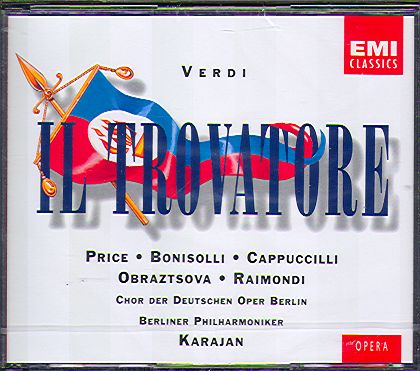 EMI
CLASSICS
VERDI
IL TROVATORE
PRICE • BONISOLLI • CAPPUCCILLI
OBRAZTSOVA • RAIMONDI
CHOR DER DEUTSCHEN OPER BERLIN
BERLINER PHILHARMONIKER
KARAJAN
OPERA